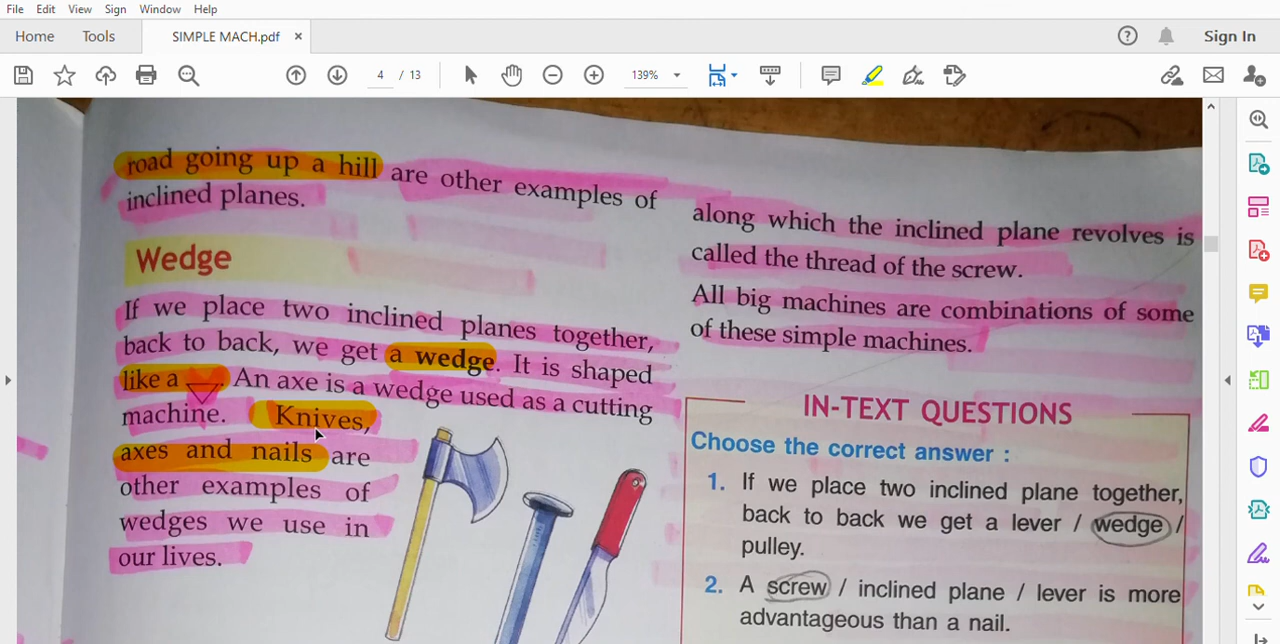 File Edit View Sign Window Help
Home Tools SIMPLE MACH.pdf × Sign In
4 / 13 139%
road going up a hill are other examples of
inclined planes.
Wedge
If we place two inclined planes together,
back to back, we get a wedge. It is shaped
like a . An axe is a wedge used as a cutting
machine. Knives,
axes and nails are
other examples of
wedges we use in
our lives.
along which the inclined plane revolves is
called the thread of the screw.
All big machines are combinations of some
of these simple machines.
IN-TEXT QUESTIONS
Choose the correct answer :
1. If we place two inclined plane together,
back to back we get a lever / wedge /
pulley.
2. A screw / inclined plane / lever is more
advantageous than a nail.